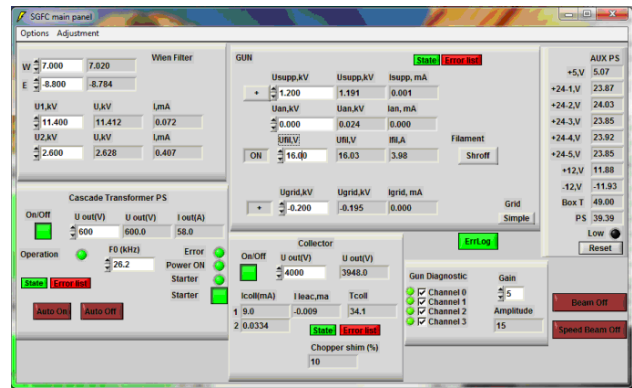 SGFC main panel
Options Adjustment
Wien Filter
W 7.000 7.020
E -8.800 -8.784
U1,kV U,kV I,mA
11.400 11.412 0.072
U2,kV U,kV I,mA
2.600 2.628 0.407
GUN State Error list
Usupp,kV Usupp,kV Isupp, mA
+ 1.200 1.191 0.001
Uan,kV Uan,kV Ian, mA
0.000 0.024 0.000
Ufil,V Ufil,V Ifil,A Filament
ON 16.00 16.03 3.98 Shroff
Ugrid,kV Ugrid,kV Igrid, mA Grid
+ -0.200 -0.195 0.000 Simple
AUX PS
+5,V 5.07
+24-1,V 23.87
+24-2,V 24.03
+24-3,V 23.85
+24-4,V 23.92
+24-5,V 23.85
+12,V 11.88
-12,V -11.93
Box T 49.00
PS 39.39
Low
Reset
Cascade Transformer PS
On/Off U out(V) U out(V) I out(A)
600 600.0 58.0
Operation F0 (kHz) Error
26.2 Power ON
Starter
State Error list Starter
Auto On Auto Off
ErrLog
Collector
On/Off U out(V) U out(V)
4000 3948.0
Icoll(mA) I leac,ma Tcoll
1 9.0 -0.009 34.1
2 0.0334 State Error list
Chopper shim (%)
10
Gun Diagnostic Gain
Channel 0 5
Channel 1
Channel 2 Amplitude
Channel 3 15
Beam Off
Speed Beam Off